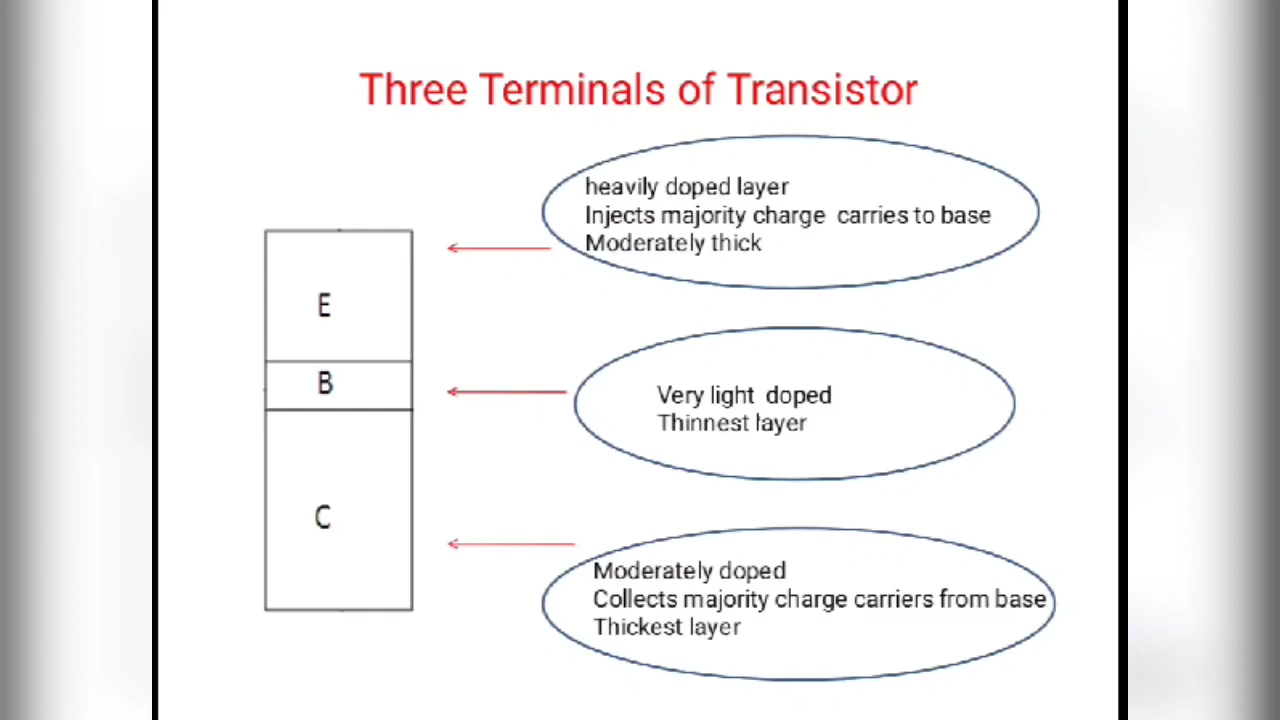 Three Terminals of Transistor
heavily doped layer
Injects majority charge carries to base
Moderately thick
E
B
Very light doped
Thinnest layer
C
Moderately doped
Collects majority charge carriers from base
Thickest layer